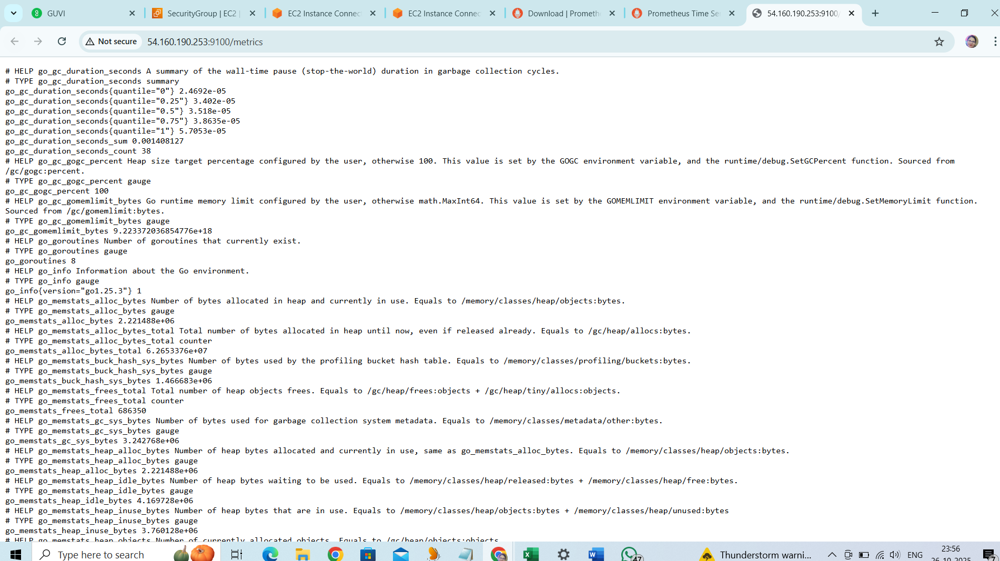 GUVI
SecurityGroup | EC2 |
EC2 Instance Connect
EC2 Instance Connec
Download | Prometh
Prometheus Time Ser
54.160.190.253:9100/
Not secure
54.160.190.253:9100/metrics
# HELP go_gc_duration_seconds A summary of the wall-time pause (stop-the-world) duration in garbage collection cycles.
# TYPE go_gc_duration_seconds summary
go_gc_duration_seconds{quantile="0"} 2.4692e-05
go_gc_duration_seconds{quantile="0.25"} 3.402e-05
go_gc_duration_seconds{quantile="0.5"} 3.518e-05
go_gc_duration_seconds{quantile="0.75"} 3.8635e-05
go_gc_duration_seconds{quantile="1"} 5.7053e-05
go_gc_duration_seconds_sum 0.001408127
go_gc_duration_seconds_count 38
# HELP go_gc_gogc_percent Heap size target percentage configured by the user, otherwise 100. This value is set by the GOGC environment variable, and the runtime/debug.SetGCPercent function. Sourced from
/gc/gogc:percent.
# TYPE go_gc_gogc_percent gauge
go_gc_gogc_percent 100
# HELP go_gc_gomemlimit_bytes Go runtime memory limit configured by the user, otherwise math.MaxInt64. This value is set by the GOMEMLIMIT environment variable, and the runtime/debug.SetMemoryLimit function.
Sourced from /gc/gomemlimit:bytes.
# TYPE go_gc_gomemlimit_bytes gauge
go_gc_gomemlimit_bytes 9.223372036854776e+18
# HELP go_goroutines Number of goroutines that currently exist.
# TYPE go_goroutines gauge
go_goroutines 8
# HELP go_info Information about the Go environment.
# TYPE go_info gauge
go_info{version="go1.25.3"} 1
# HELP go_memstats_alloc_bytes Number of bytes allocated in heap and currently in use. Equals to /memory/classes/heap/objects:bytes.
# TYPE go_memstats_alloc_bytes gauge
go_memstats_alloc_bytes 2.221488e+06
# HELP go_memstats_alloc_bytes_total Total number of bytes allocated in heap until now, even if released already. Equals to /gc/heap/allocs:bytes.
# TYPE go_memstats_alloc_bytes_total counter
go_memstats_alloc_bytes_total 6.2653376e+07
# HELP go_memstats_buck_hash_sys_bytes Number of bytes used by the profiling bucket hash table. Equals to /memory/classes/profiling/buckets:bytes.
# TYPE go_memstats_buck_hash_sys_bytes gauge
go_memstats_buck_hash_sys_bytes 1.466683e+06
# HELP go_memstats_frees_total Total number of heap objects frees. Equals to /gc/heap/frees:objects + /gc/heap/tiny/allocs:objects.
# TYPE go_memstats_frees_total counter
go_memstats_frees_total 686350
# HELP go_memstats_gc_sys_bytes Number of bytes used for garbage collection system metadata. Equals to /memory/classes/metadata/other:bytes.
# TYPE go_memstats_gc_sys_bytes gauge
go_memstats_gc_sys_bytes 3.242768e+06
# HELP go_memstats_heap_alloc_bytes Number of heap bytes allocated and currently in use, same as go_memstats_alloc_bytes. Equals to /memory/classes/heap/objects:bytes.
# TYPE go_memstats_heap_alloc_bytes gauge
go_memstats_heap_alloc_bytes 2.221488e+06
# HELP go_memstats_heap_idle_bytes Number of heap bytes waiting to be used. Equals to /memory/classes/heap/released:bytes + /memory/classes/heap/free:bytes.
# TYPE go_memstats_heap_idle_bytes gauge
go_memstats_heap_idle_bytes 4.169728e+06
# HELP go_memstats_heap_inuse_bytes Number of heap bytes that are in use. Equals to /memory/classes/heap/objects:bytes + /memory/classes/heap/unused:bytes
# TYPE go_memstats_heap_inuse_bytes gauge
go_memstats_heap_inuse_bytes 3.760128e+06
# HELP go_memstats_heap_objects Number of currently allocated objects. Equals to /gc/heap/objects:objects
Type here to search
47
Thunderstorm warni...
ENG
23:56
26-10-2025
7